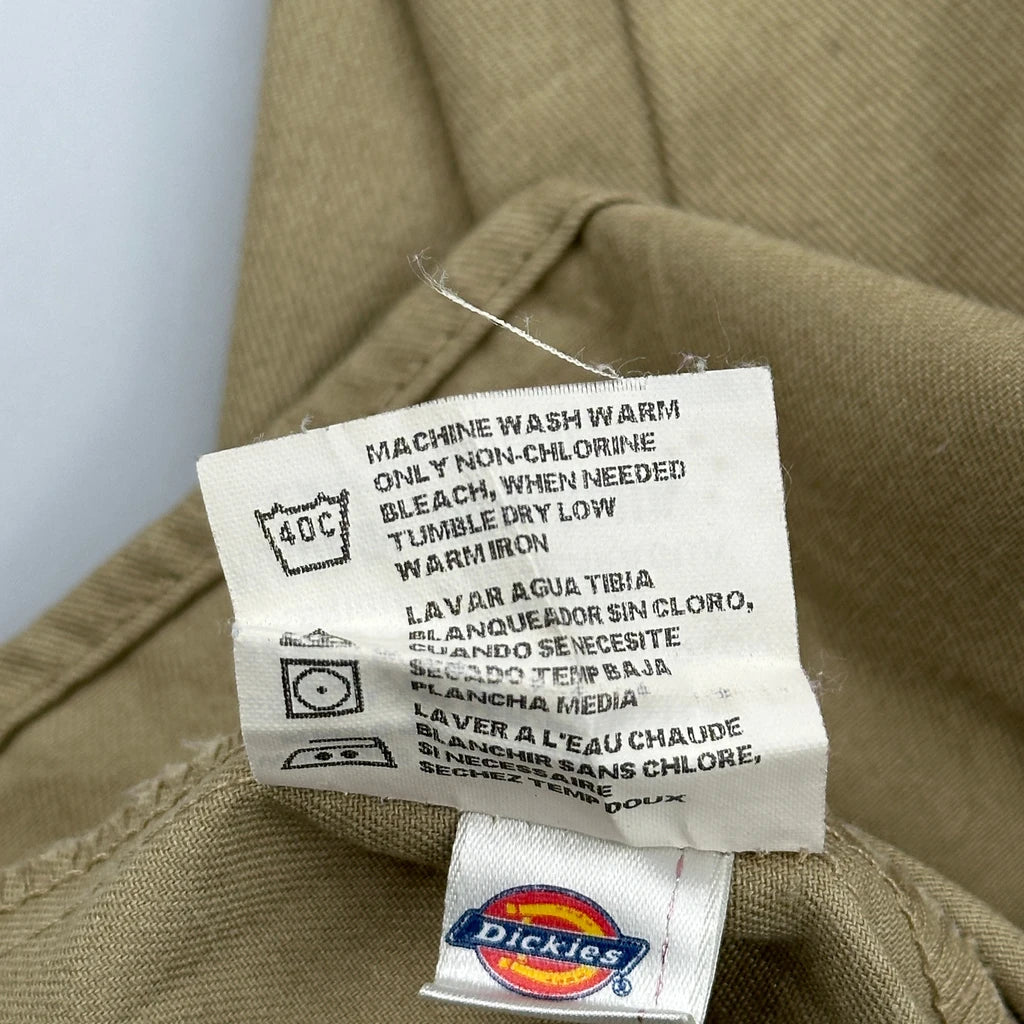 MACHINE WASH WARM
ONLY NON-CHLORINE
BLEACH, WHEN NEEDED
TUMBLE DRY LOW
WARM IRON
40C
LAVAR AGUA TIBIA
BLANQUEADOR SIN CLORO,
CUANDO SE NECESITE
SECADO TEMP BAJA
PLANCHA MEDIA
LAVER A L'EAU CHAUDE
BLANCHIR SANS CHLORE,
SI NECESSAIRE
SECHEZ TEMP DOUX
Dickies®